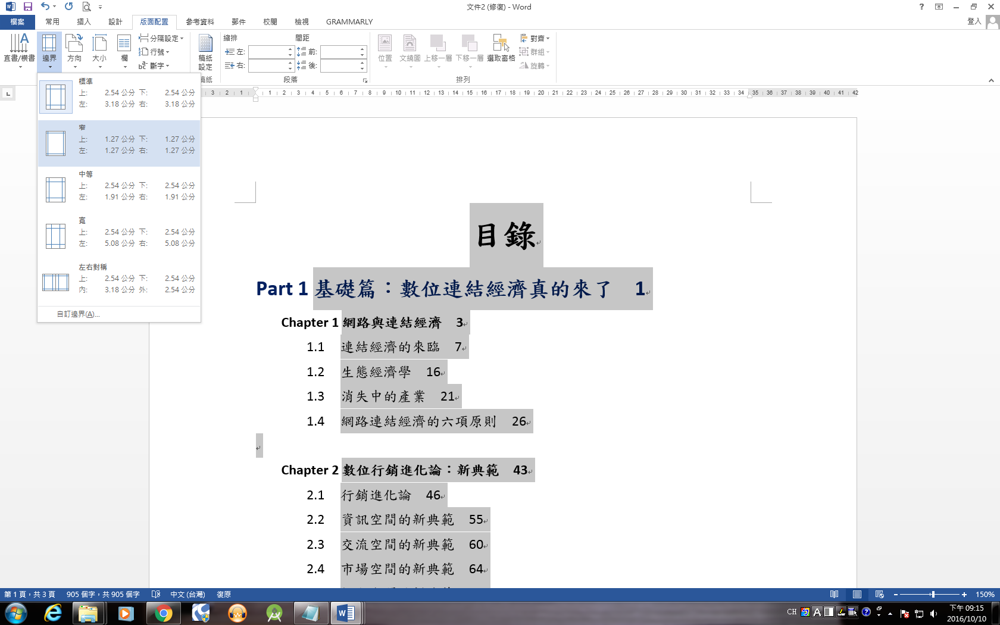 文件2 (修復) - Word
?
檔案 常用 插入 設計 版面配置 參考資料 郵件 校閱 檢視 GRAMMARLY 登入
直書/橫書 邊界 方向 大小 欄
分隔設定
行號
斷字
稿紙
設定
稿紙
縮排 間距
左: 前:
右: 後:
段落
位置 文繞圖 上移一層 下移一層 選取窗格
對齊
群組
旋轉
排列
3 2 1 1 2 3 4 5 6 7 8 9 10 11 12 13 14 15 16 17 18 19 20 21 22 23 24 25 26 27 28 29 30 31 32 33 34 35 36 37 38 39 40 41 42
標準
上: 2.54 公分 下: 2.54 公分
左: 3.18 公分 右: 3.18 公分
窄
上: 1.27 公分 下: 1.27 公分
左: 1.27 公分 右: 1.27 公分
中等
上: 2.54 公分 下: 2.54 公分
左: 1.91 公分 右: 1.91 公分
寬
上: 2.54 公分 下: 2.54 公分
左: 5.08 公分 右: 5.08 公分
左右對稱
上: 2.54 公分 下: 2.54 公分
內: 3.18 公分 外: 2.54 公分
自訂邊界(A)...
目錄
Part 1 基礎篇：數位連結經濟真的來了 1
Chapter 1 網路與連結經濟 3
1.1 連結經濟的來臨 7
1.2 生態經濟學 16
1.3 消失中的產業 21
1.4 網路連結經濟的六項原則 26
Chapter 2 數位行銷進化論：新典範 43
2.1 行銷進化論 46
2.2 資訊空間的新典範 55
2.3 交流空間的新典範 60
2.4 市場空間的新典範 64
第 1 頁，共 3 頁 905 個字，共 905 個字 中文 (台灣) 復原 150%
CH
下午 09:15
2016/10/10